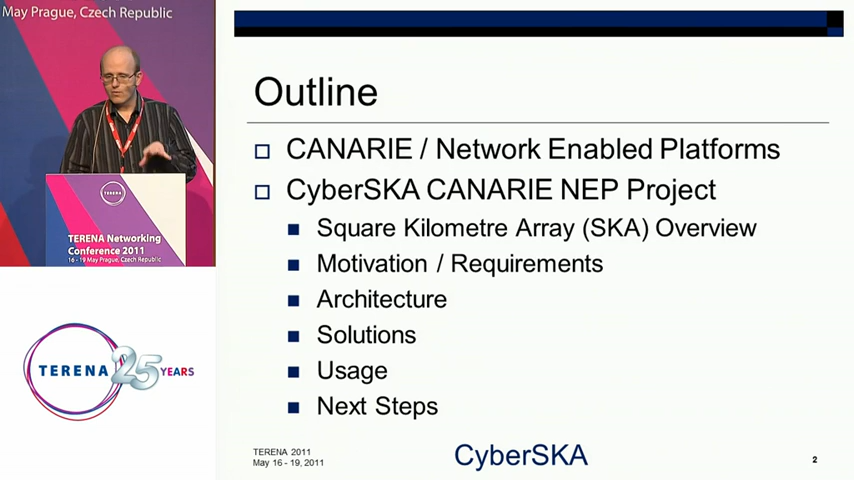 May Prague, Czech Republic
TERENA
TERENA Networking
Conference 2011
16 - 19 May Prague, Czech Republic
TERENA 25 YEARS
Outline
CANARIE / Network Enabled Platforms
CyberSKA CANARIE NEP Project
Square Kilometre Array (SKA) Overview
Motivation / Requirements
Architecture
Solutions
Usage
Next Steps
TERENA 2011
May 16 - 19, 2011
CyberSKA
2